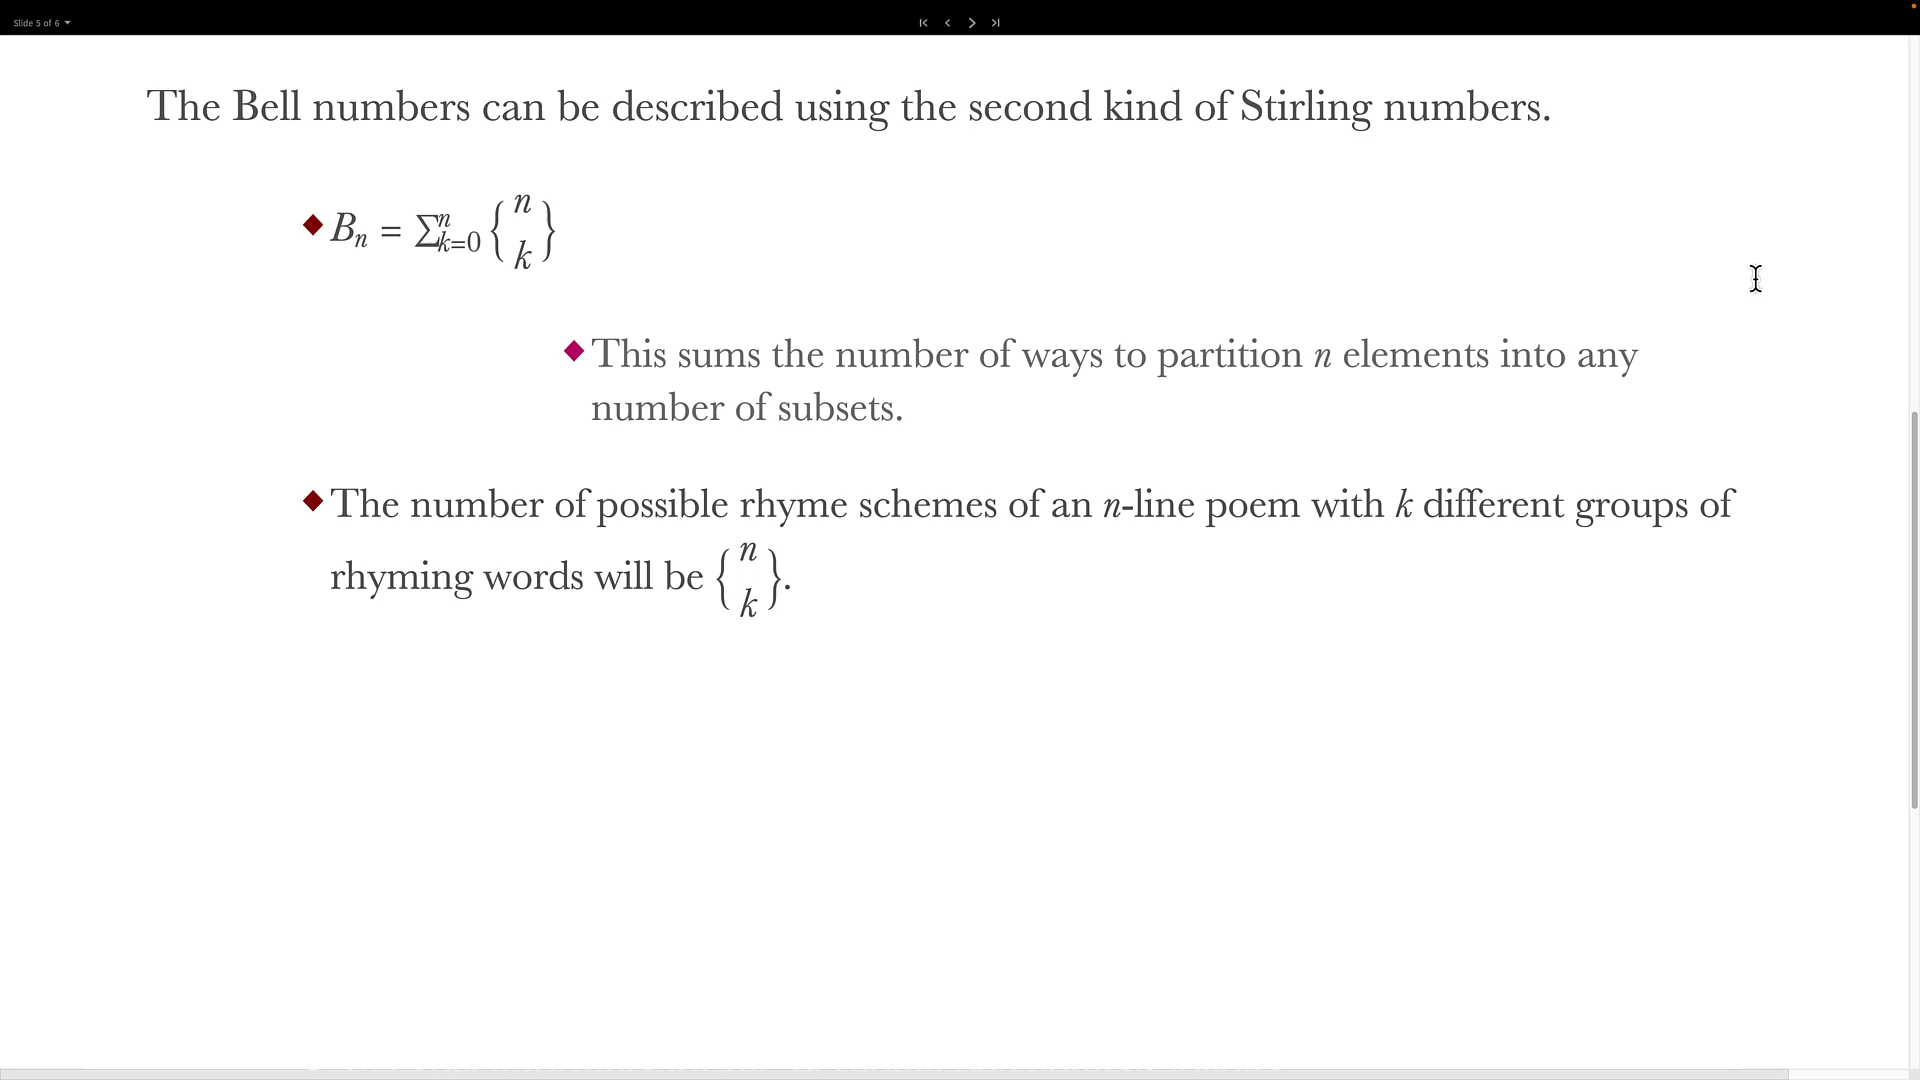 Slide 5 of 6
The Bell numbers can be described using the second kind of Stirling numbers.
◆ Bₙ = ∑ⁿₖ₌₀ {n k}
◆ This sums the number of ways to partition n elements into any
number of subsets.
◆ The number of possible rhyme schemes of an n-line poem with k different groups of
rhyming words will be {n k}.